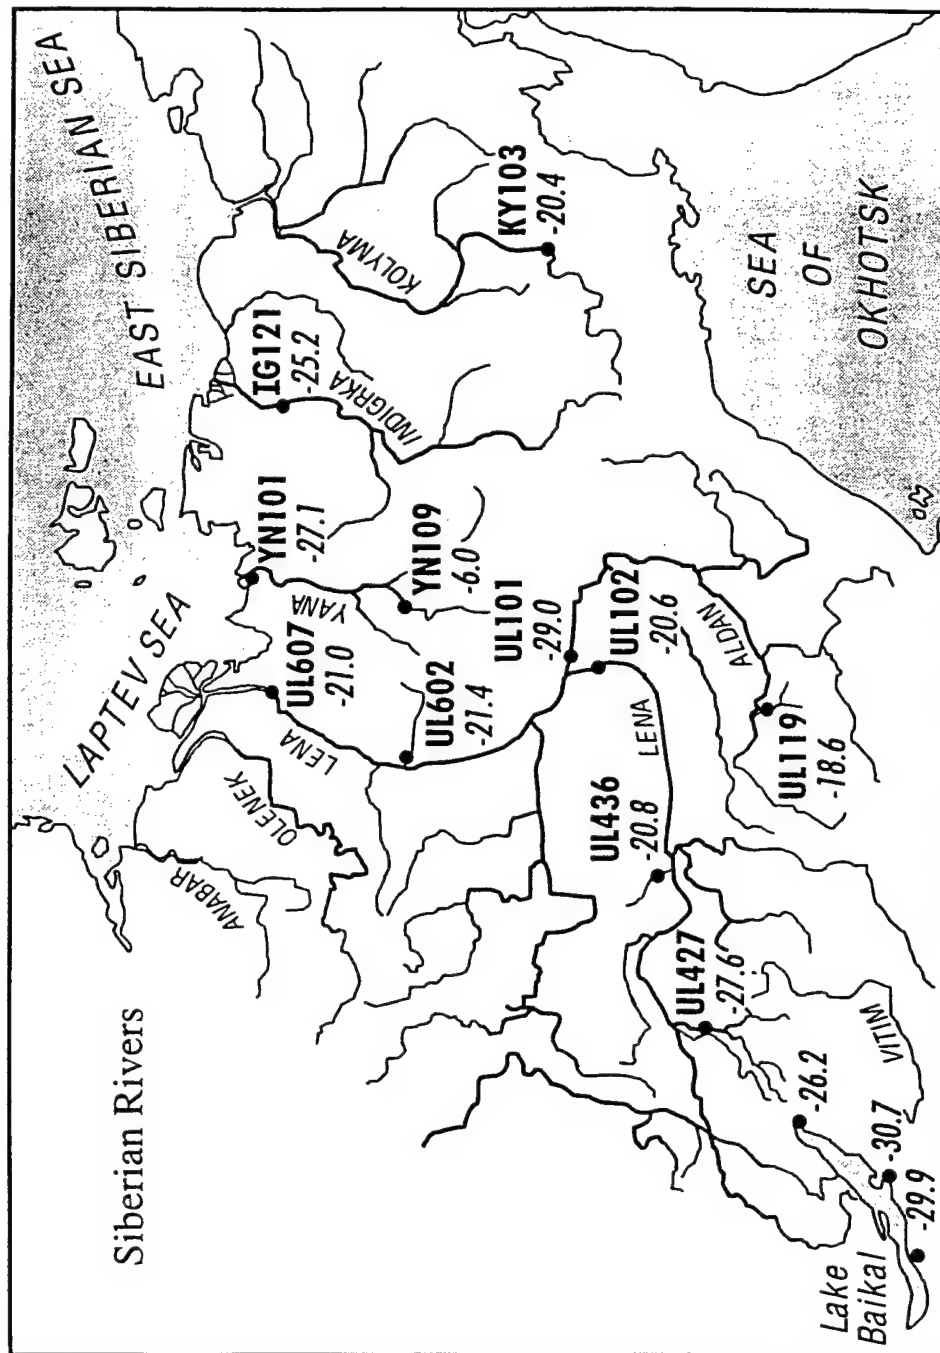 Siberian Rivers
LAPTEV SEA
EAST SIBERIAN SEA
SEA
OF
OKHOTSK
ANABAR
OLENEK
LENA
YANA
INDIGRKA
KOLYMA
UL607
-21.0
YN101
-27.1
IG121
-25.2
UL602
-21.4
YN109
-6.0
KY103
-20.4
UL101
-29.0
UL102
-20.6
LENA
ALDAN
UL436
-20.8
UL119
-18.6
UL427
-27.6
VITIM
-26.2
-30.7
-29.9
Lake
Baikal